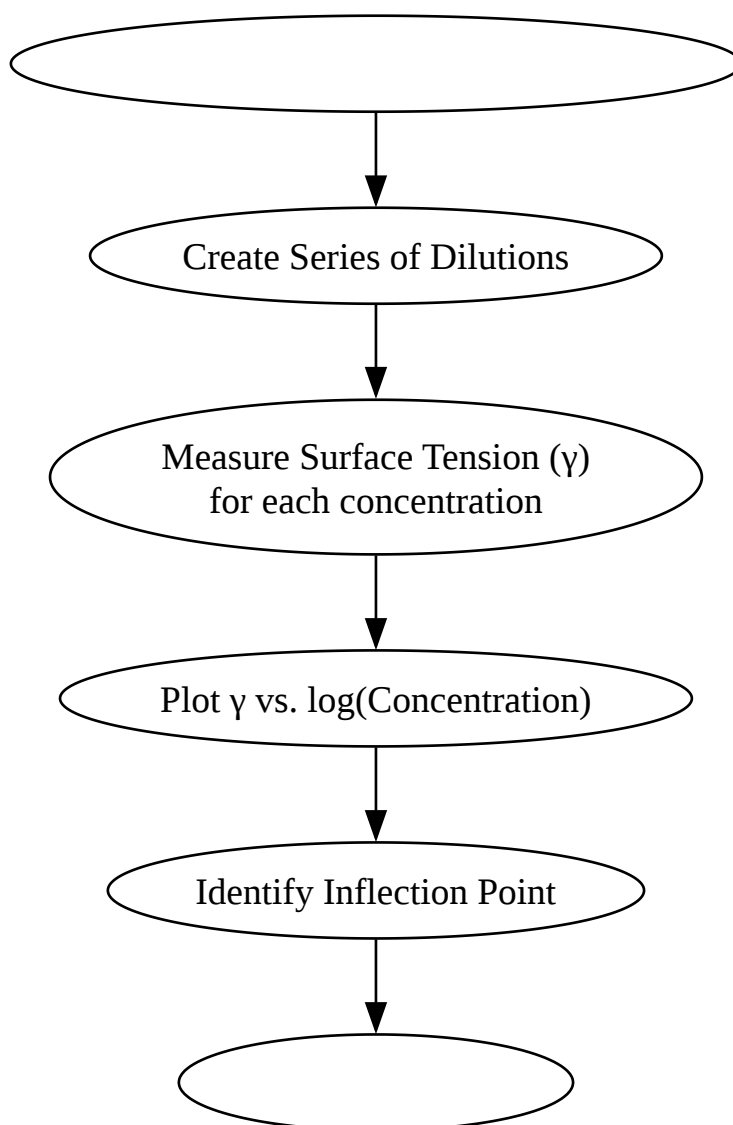 Create Series of Dilutions
Measure Surface Tension (γ)
for each concentration
Plot γ vs. log(Concentration)
Identify Inflection Point